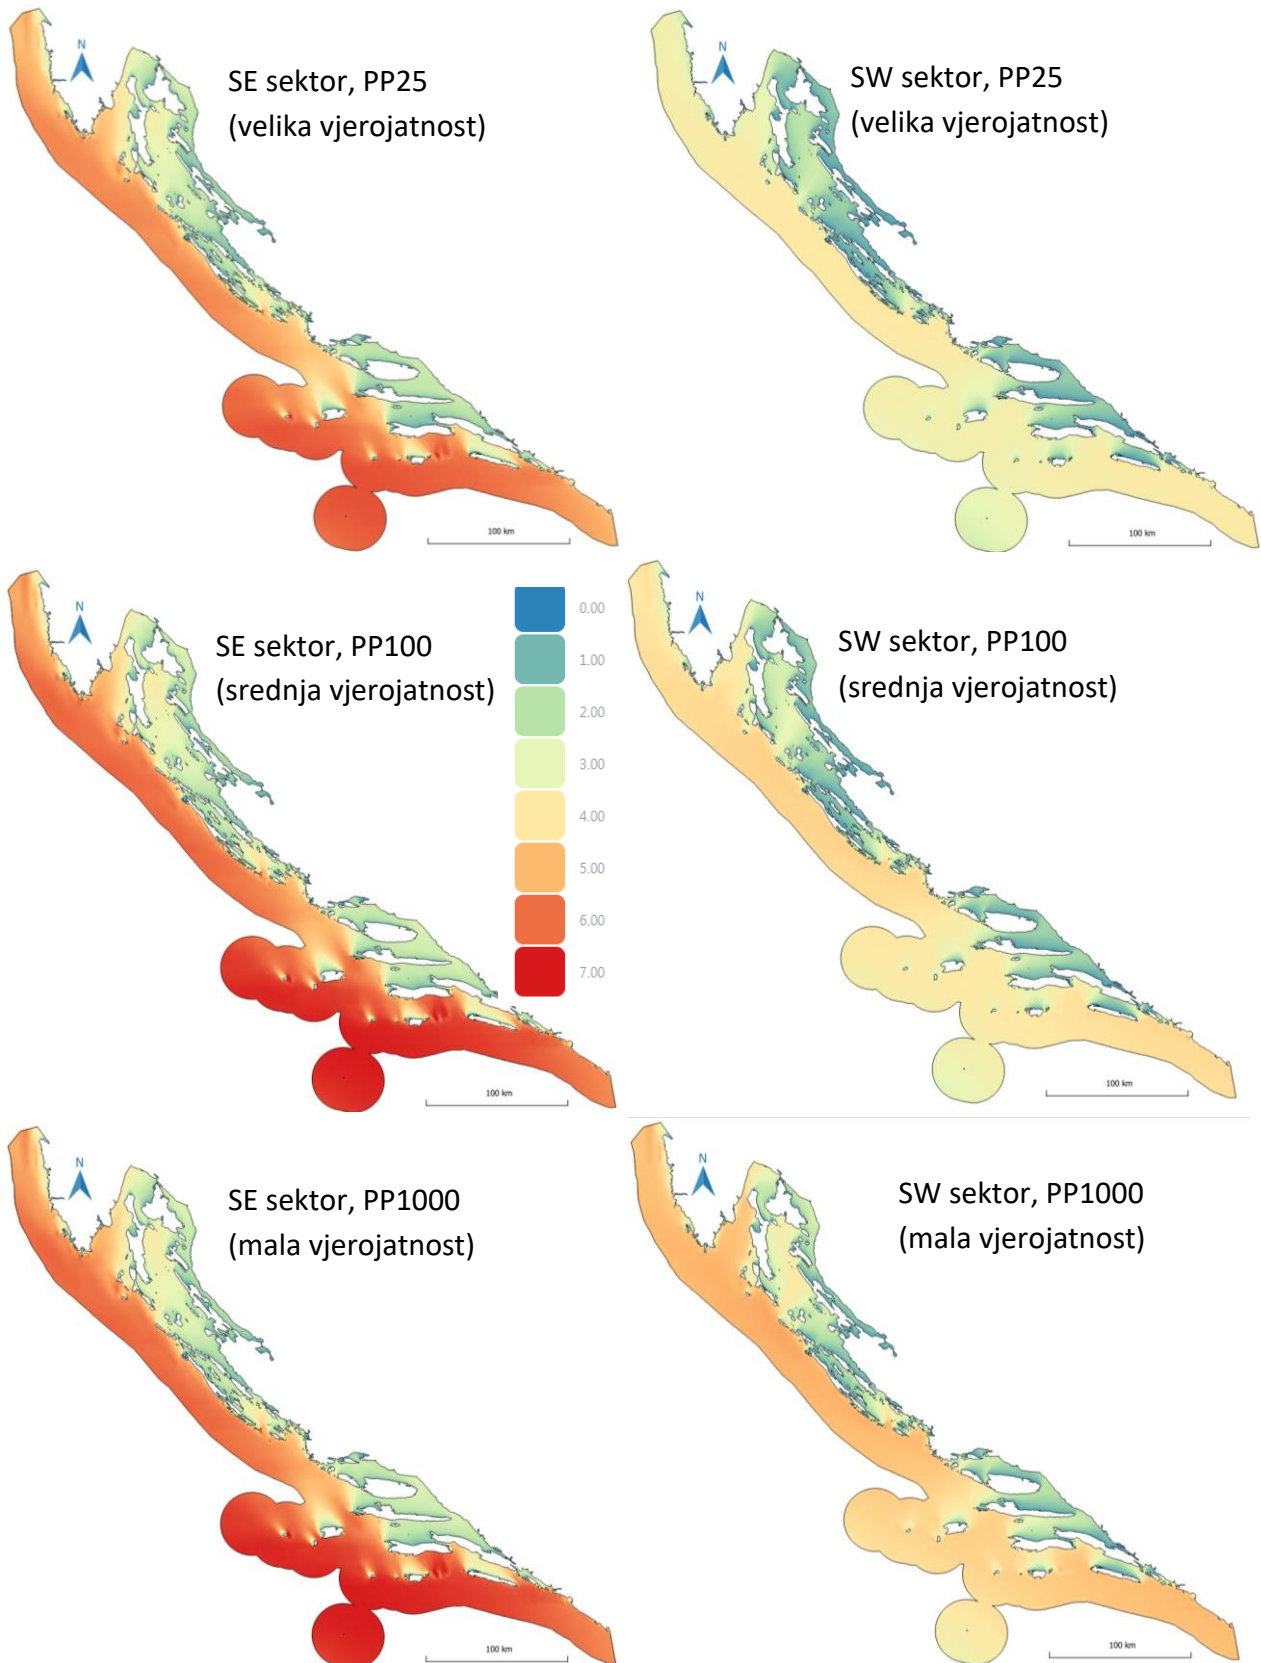 N
SE sektor, PP25
(velika vjerojatnost)
100 km
N
SW sektor, PP25
(velika vjerojatnost)
100 km
N
SE sektor, PP100
(srednja vjerojatnost)
100 km
0.00
1.00
2.00
3.00
4.00
5.00
6.00
7.00
N
SW sektor, PP100
(srednja vjerojatnost)
100 km
N
SE sektor, PP1000
(mala vjerojatnost)
100 km
N
SW sektor, PP1000
(mala vjerojatnost)
100 km